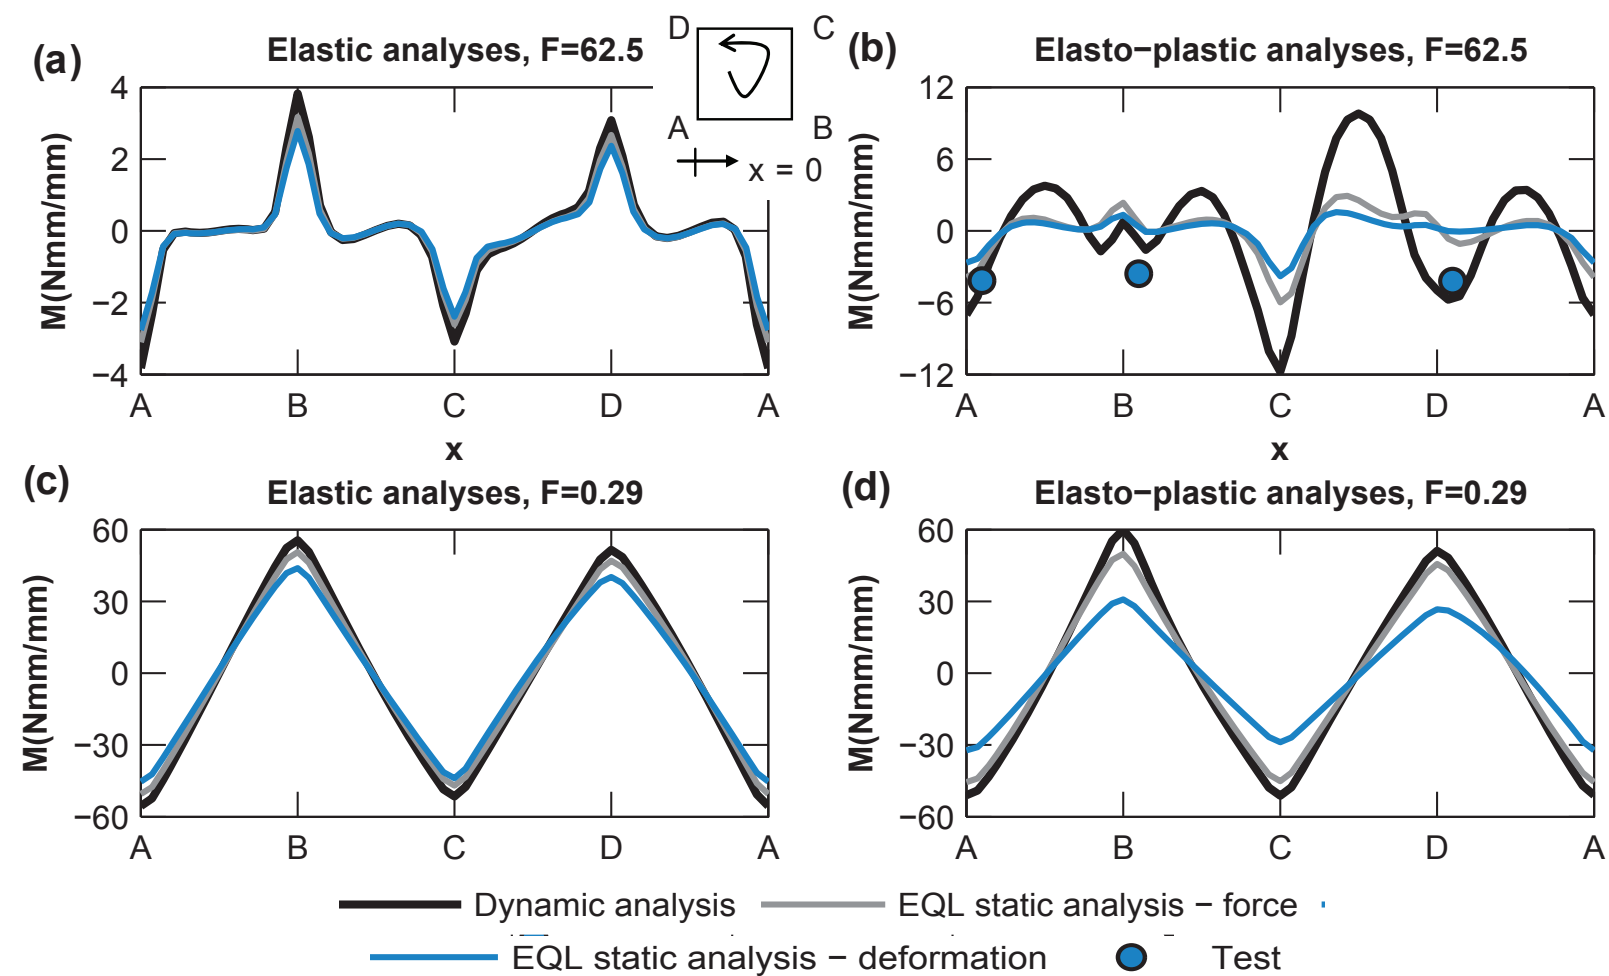 (a)
Elastic analyses, F=62.5
D
C
A
B
x = 0
4
2
0
−2
−4
M(Nmm/mm)
A B C D A
x
(b)
Elasto−plastic analyses, F=62.5
12
6
0
−6
−12
M(Nmm/mm)
A B C D A
x
(c)
Elastic analyses, F=0.29
60
30
0
−30
−60
M(Nmm/mm)
A B C D A
(d)
Elasto−plastic analyses, F=0.29
60
30
0
−30
−60
M(Nmm/mm)
A B C D A
Dynamic analysis EQL static analysis − force
EQL static analysis − deformation Test